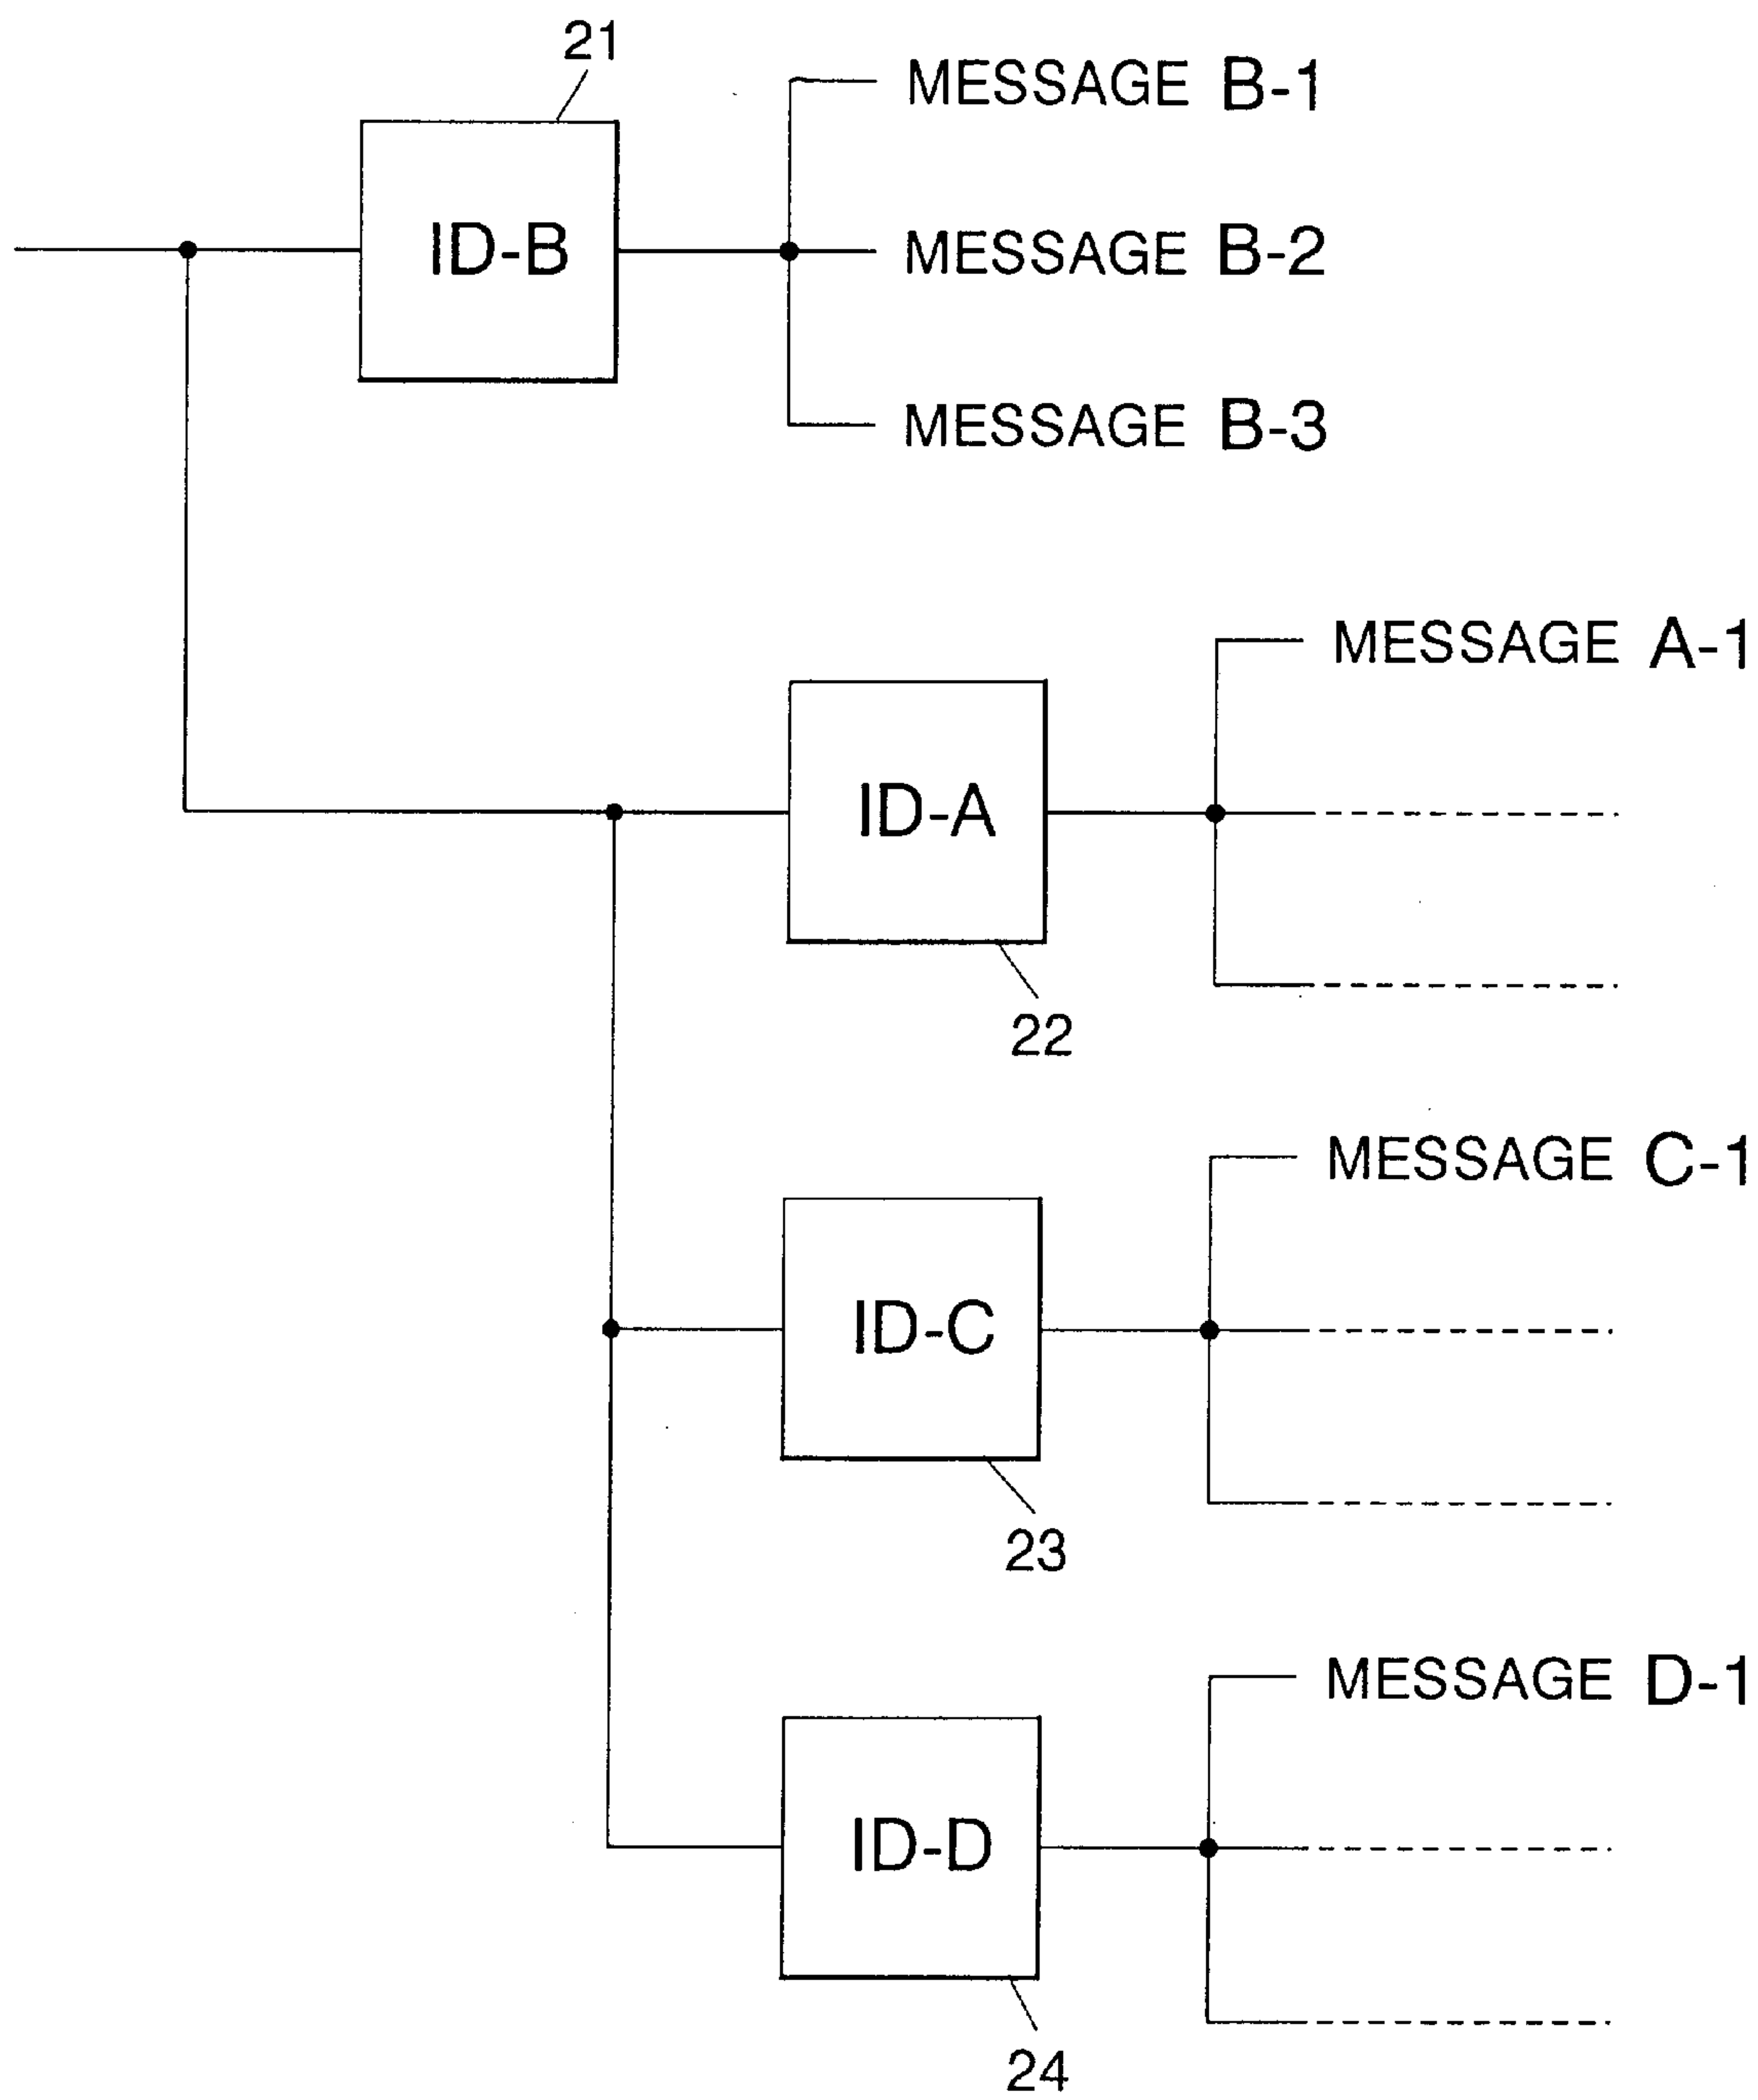 21
MESSAGE B-1
ID-B
MESSAGE B-2
MESSAGE B-3
MESSAGE A-1
ID-A
22
MESSAGE C-1
ID-C
23
MESSAGE D-1
ID-D
24